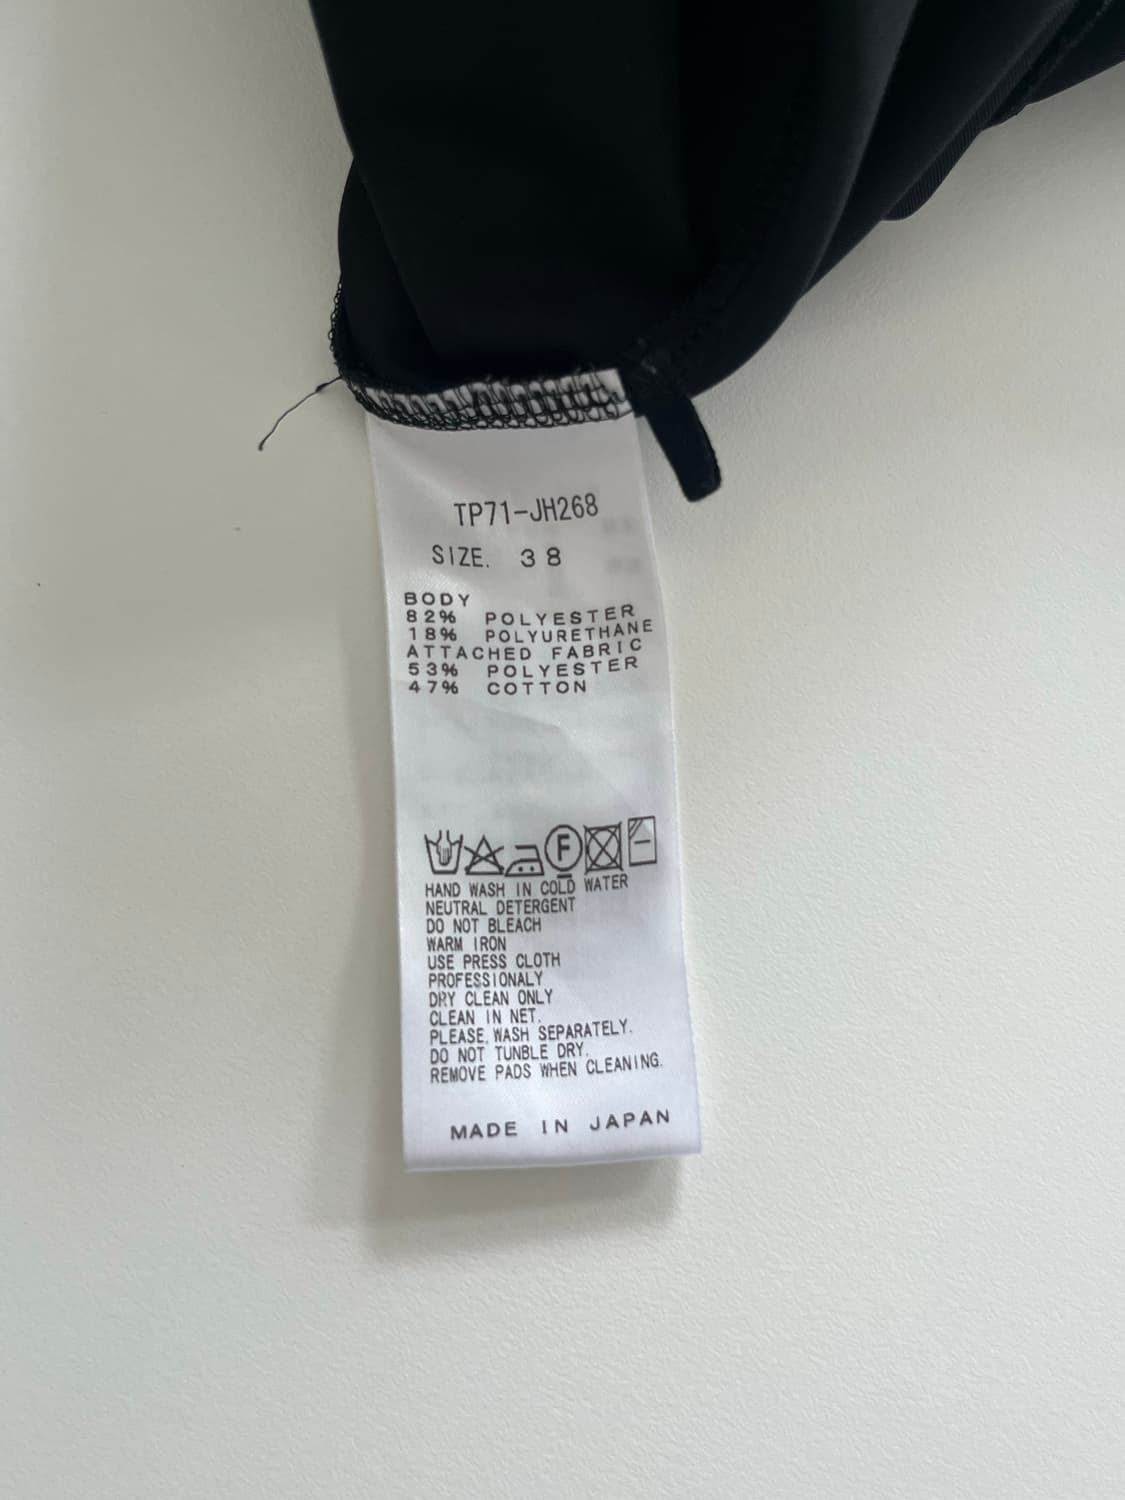 TP71-JH268
SIZE. 38
BODY
82% POLYESTER
18% POLYURETHANE
ATTACHED FABRIC
53% POLYESTER
47% COTTON
F
HAND WASH IN COLD WATER
NEUTRAL DETERGENT
DO NOT BLEACH
WARM IRON
USE PRESS CLOTH
PROFESSIONALY
DRY CLEAN ONLY
CLEAN IN NET.
PLEASE, WASH SEPARATELY.
DO NOT TUNBLE DRY.
REMOVE PADS WHEN CLEANING.
MADE IN JAPAN